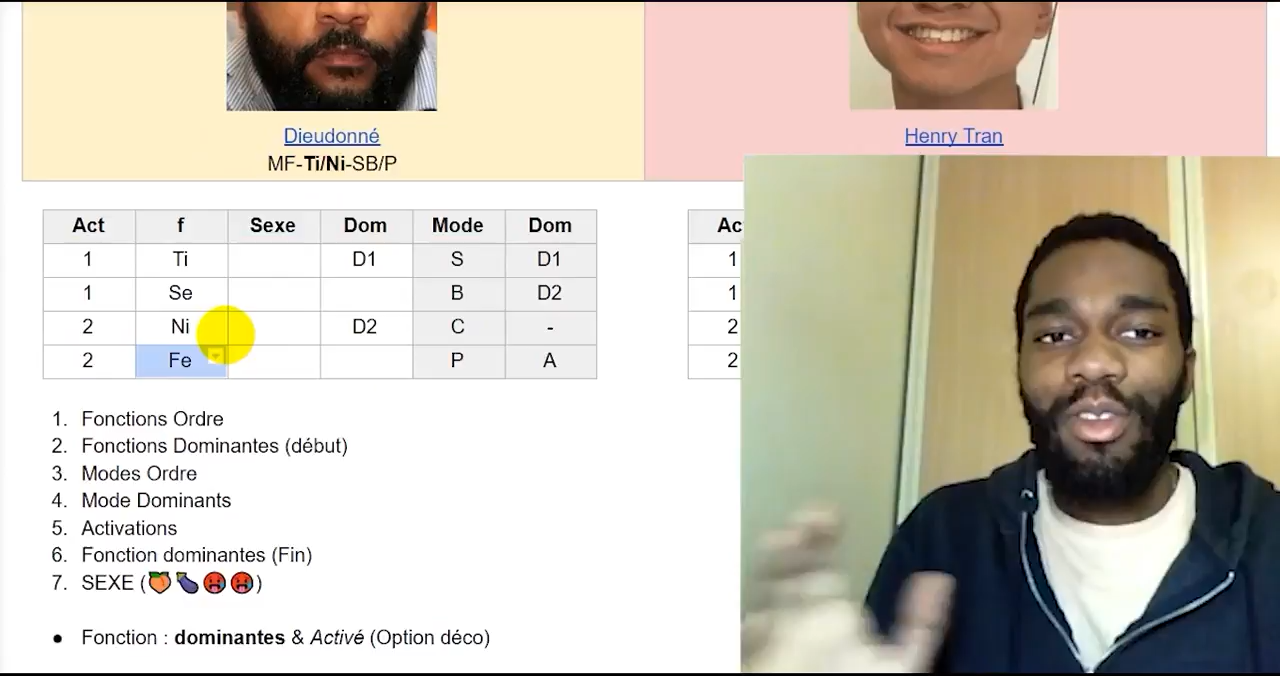 Dieudonné
MF-Ti/Ni-SB/P
Henry Tran
Act f Sexe Dom Mode Dom
1 Ti D1 S D1
1 Se B D2
2 Ni D2 C -
2 Fe P A
Ac
1
1
2
2
1. Fonctions Ordre
2. Fonctions Dominantes (début)
3. Modes Ordre
4. Mode Dominants
5. Activations
6. Fonction dominantes (Fin)
7. SEXE (🍑🍆🥵🥵)
● Fonction : dominantes & Activé (Option déco)